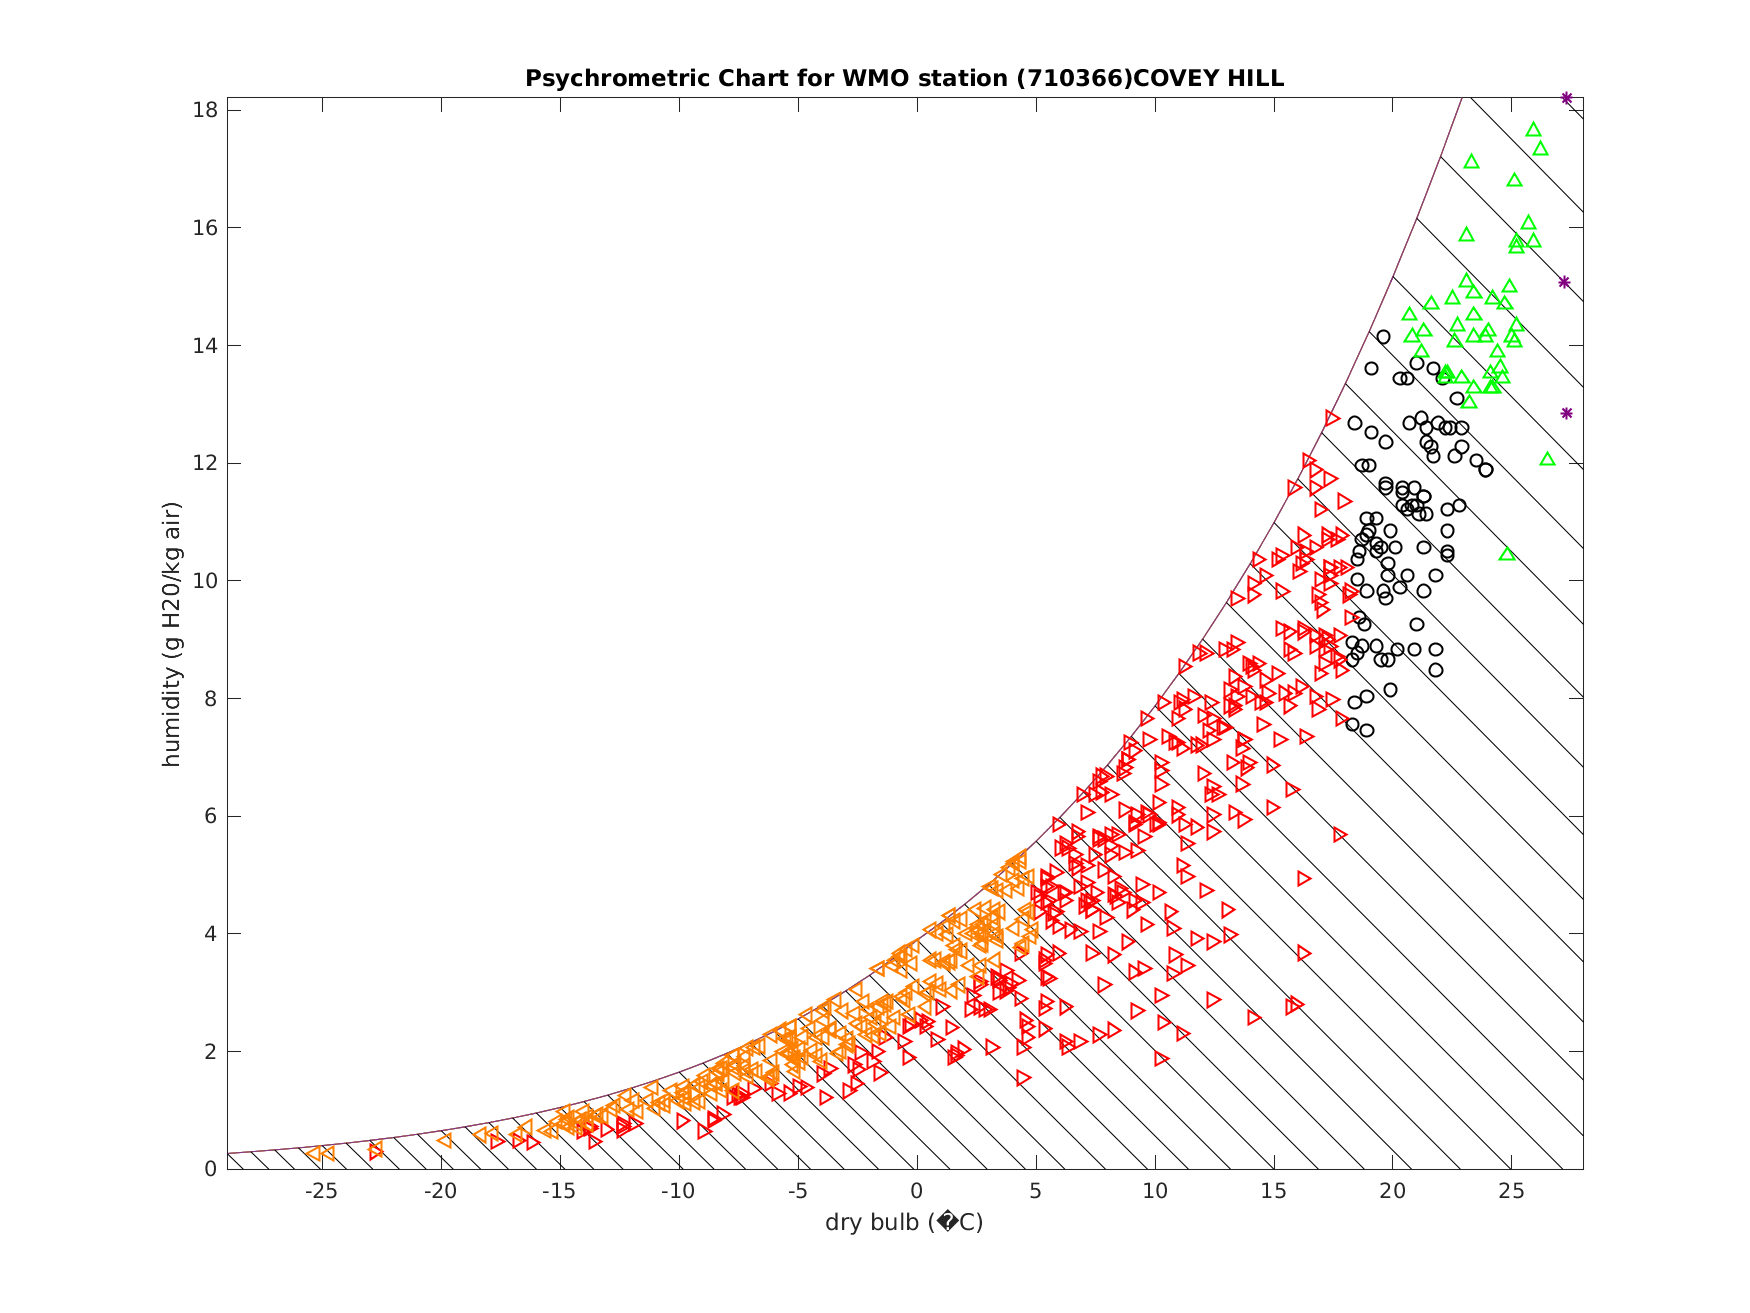 Psychrometric Chart for WMO station (710366)COVEY HILL
18
16
14
12
10
8
6
4
2
0
humidity (g H20/kg air)
-25 -20 -15 -10 -5 0 5 10 15 20 25
dry bulb (�C)